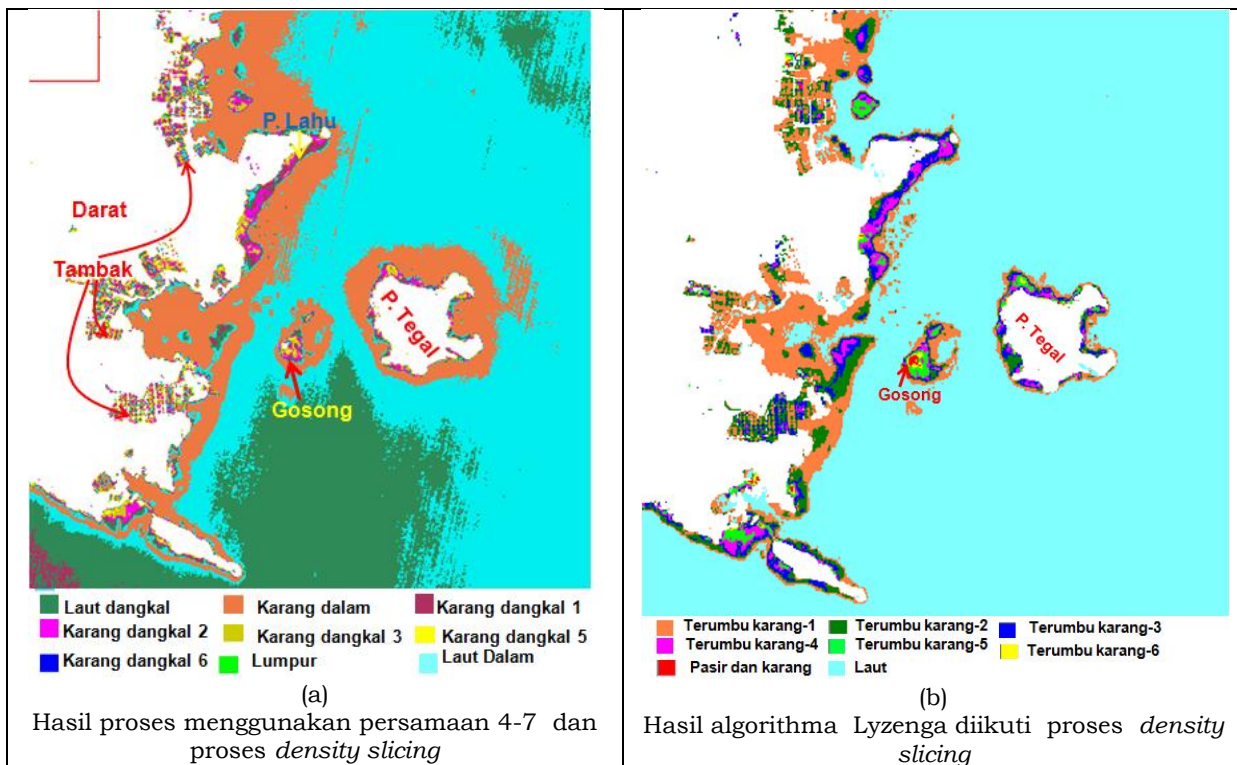 P. Lahu
Darat
Tambak
P. Tegal
Gosong
Laut dangkal
Karang dalam
Karang dangkal 1
Karang dangkal 2
Karang dangkal 3
Karang dangkal 5
Karang dangkal 6
Lumpur
Laut Dalam
(a)
Hasil proses menggunakan persamaan 4-7 dan
proses density slicing
P. Tegal
Gosong
Terumbu karang-1
Terumbu karang-2
Terumbu karang-3
Terumbu karang-4
Terumbu karang-5
Terumbu karang-6
Pasir dan karang
Laut
(b)
Hasil algorithma Lyzenga diikuti proses density
slicing